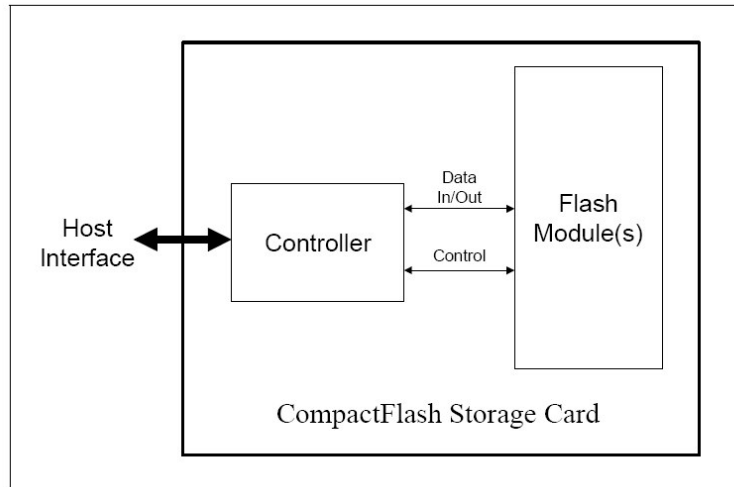 Host
Interface
Controller
Data
In/Out
Control
Flash
Module(s)
CompactFlash Storage Card